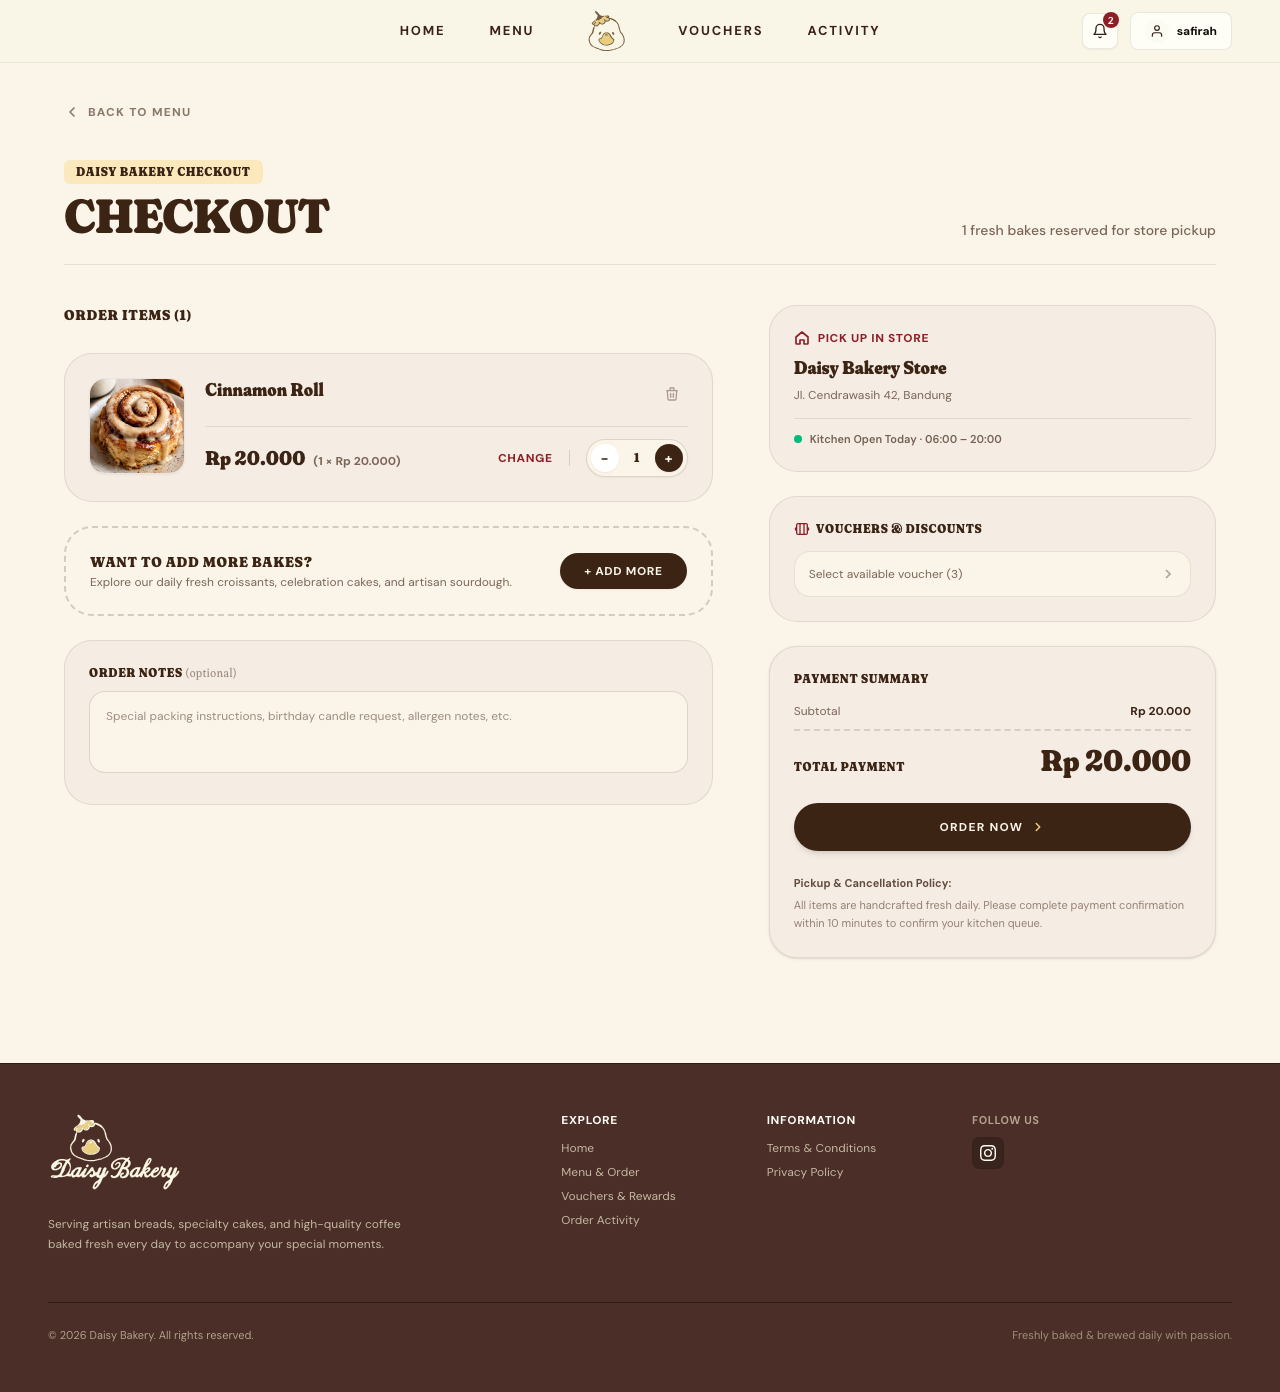 HOME
MENU
VOUCHERS
ACTIVITY
2
safirah
BACK TO MENU
DAISY BAKERY CHECKOUT
CHECKOUT
1 fresh bakes reserved for store pickup
ORDER ITEMS (1)
Cinnamon Roll
Rp 20.000 (1 × Rp 20.000)
CHANGE
− 1 +
WANT TO ADD MORE BAKES?
Explore our daily fresh croissants, celebration cakes, and artisan sourdough.
+ ADD MORE
ORDER NOTES (optional)
Special packing instructions, birthday candle request, allergen notes, etc.
PICK UP IN STORE
Daisy Bakery Store
Jl. Cendrawasih 42, Bandung
Kitchen Open Today · 06:00 – 20:00
VOUCHERS & DISCOUNTS
Select available voucher (3)
PAYMENT SUMMARY
Subtotal Rp 20.000
TOTAL PAYMENT Rp 20.000
ORDER NOW
Pickup & Cancellation Policy:
All items are handcrafted fresh daily. Please complete payment confirmation
within 10 minutes to confirm your kitchen queue.
Daisy Bakery
Serving artisan breads, specialty cakes, and high-quality coffee
baked fresh every day to accompany your special moments.
EXPLORE
Home
Menu & Order
Vouchers & Rewards
Order Activity
INFORMATION
Terms & Conditions
Privacy Policy
FOLLOW US
© 2026 Daisy Bakery. All rights reserved.
Freshly baked & brewed daily with passion.